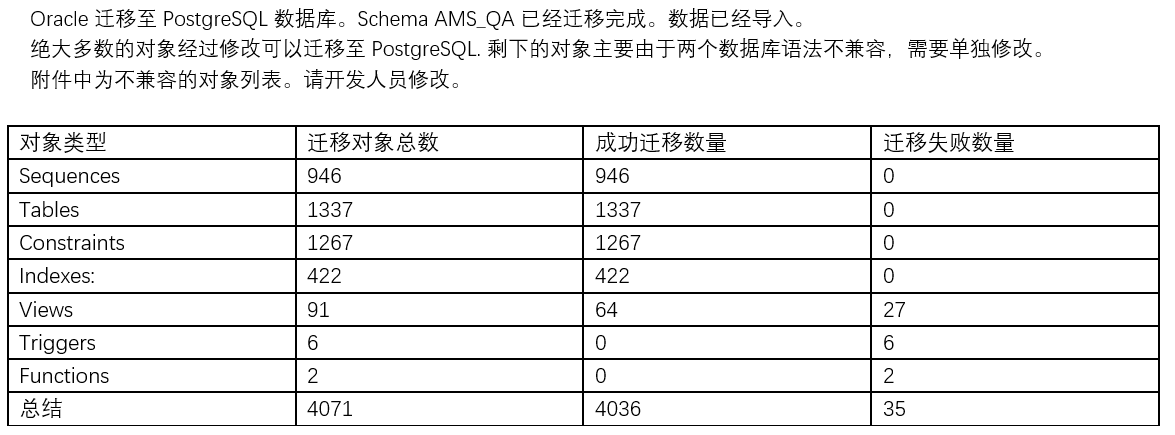 Oracle 迁移至 PostgreSQL 数据库。Schema AMS_QA 已经迁移完成。数据已经导入。
绝大多数的对象经过修改可以迁移至 PostgreSQL. 剩下的对象主要由于两个数据库语法不兼容，需要单独修改。
附件中为不兼容的对象列表。请开发人员修改。
对象类型 迁移对象总数 成功迁移数量 迁移失败数量
Sequences 946 946 0
Tables 1337 1337 0
Constraints 1267 1267 0
Indexes: 422 422 0
Views 91 64 27
Triggers 6 0 6
Functions 2 0 2
总结 4071 4036 35